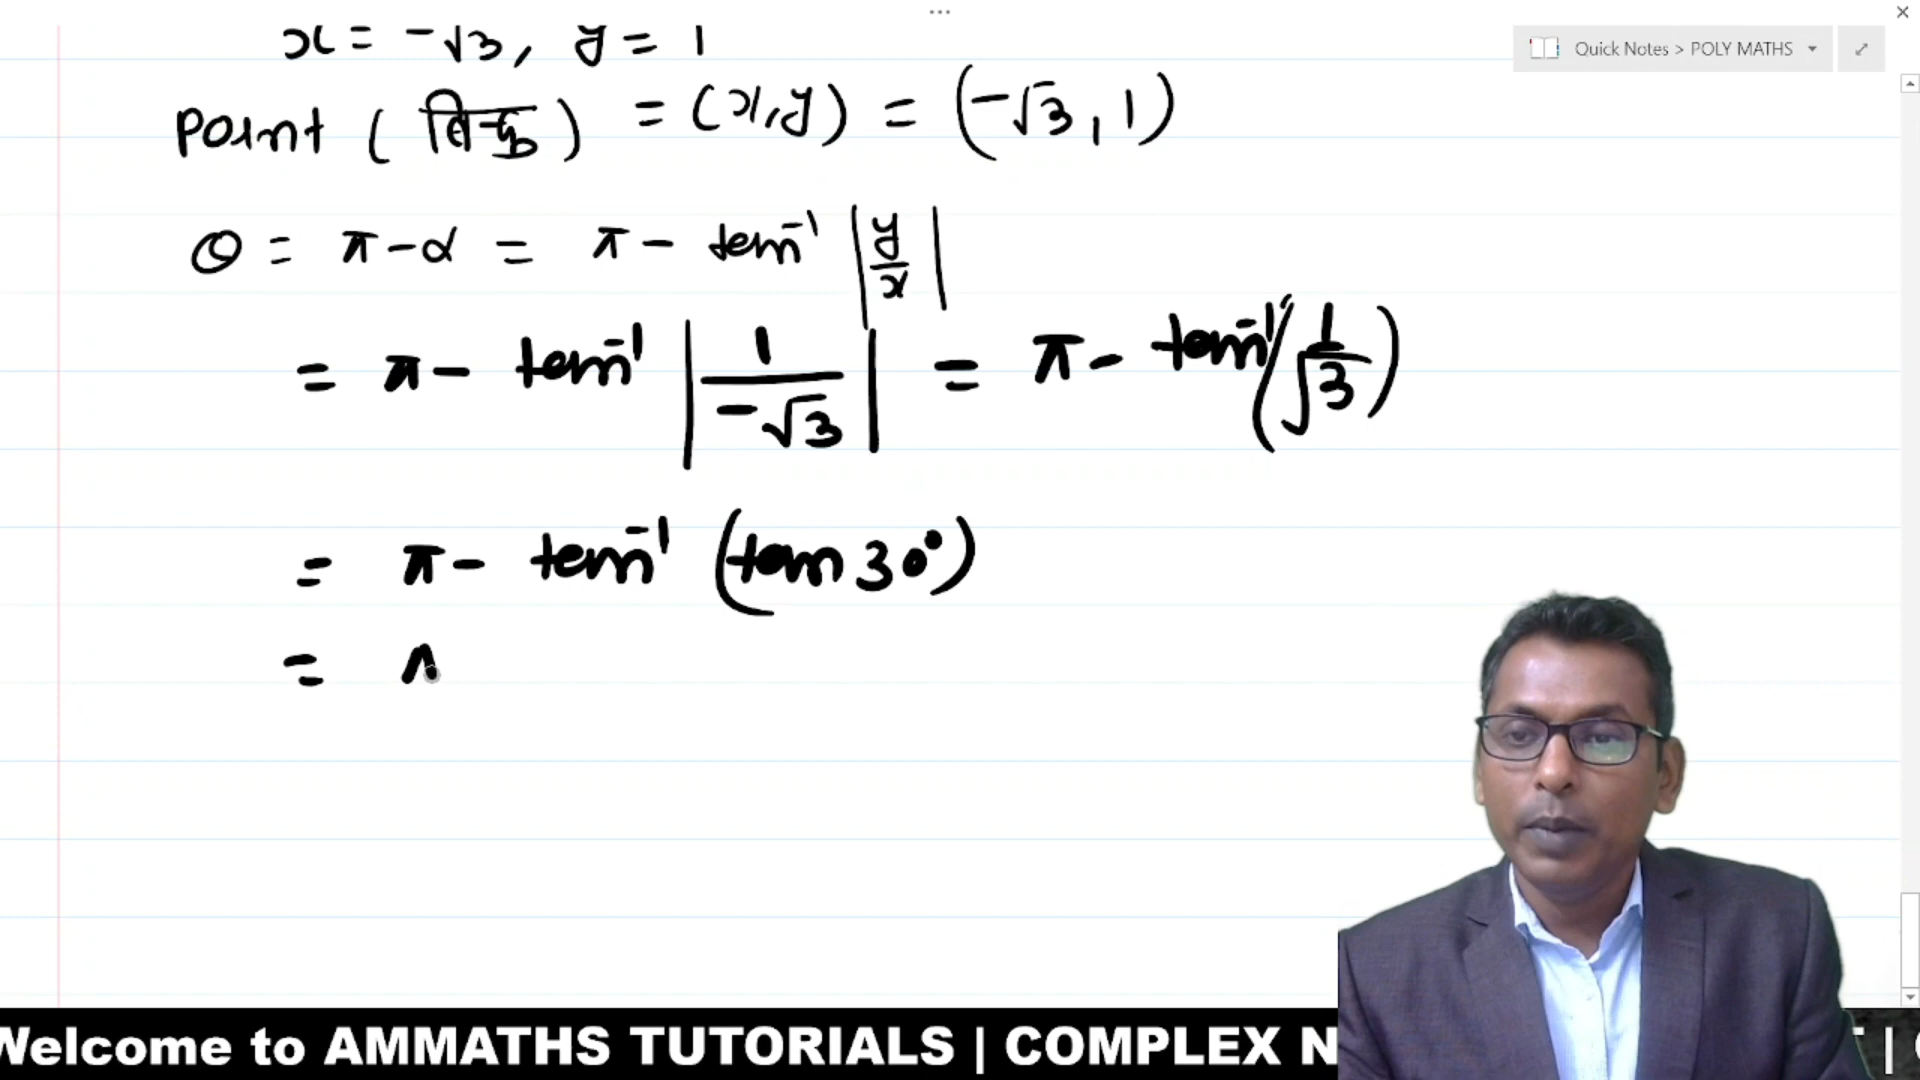 x = -√3, y = 1
Quick Notes > POLY MATHS
Point (बिन्दु) = (x,y) = (-√3, 1)
θ = π-α = π - tan⁻¹ |y/x|
= π - tan⁻¹ |1/-√3| = π - tan⁻¹ (1/√3)
= π - tan⁻¹ (tan 30°)
= π
Welcome to AMMATHS TUTORIALS | COMPLEX N